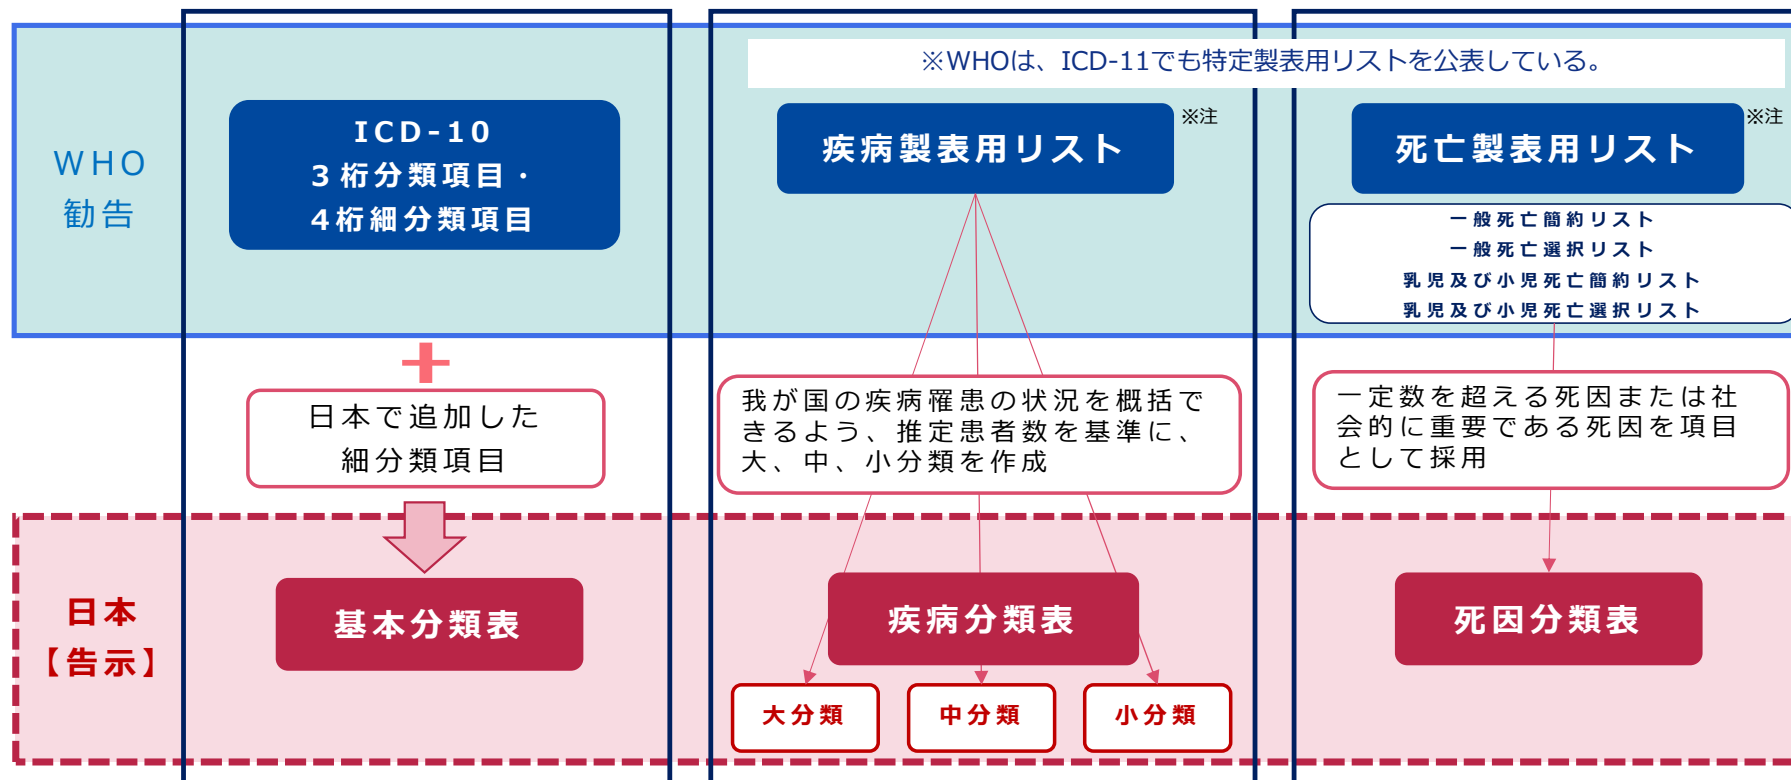 ※WHOは、ICD-11でも特定製表用リストを公表している。
WHO
勧告
ICD-10
3桁分類項目・
4桁細分類項目
疾病製表用リスト
※注
死亡製表用リスト
※注
一般死亡簡約リスト
一般死亡選択リスト
乳児及び小児死亡簡約リスト
乳児及び小児死亡選択リスト
日本で追加した
細分類項目
我が国の疾病罹患の状況を概括で
きるよう、推定患者数を基準に、
大、中、小分類を作成
一定数を超える死因または社
会的に重要である死因を項目
として採用
日本
【告示】
基本分類表
疾病分類表
死因分類表
大分類
中分類
小分類